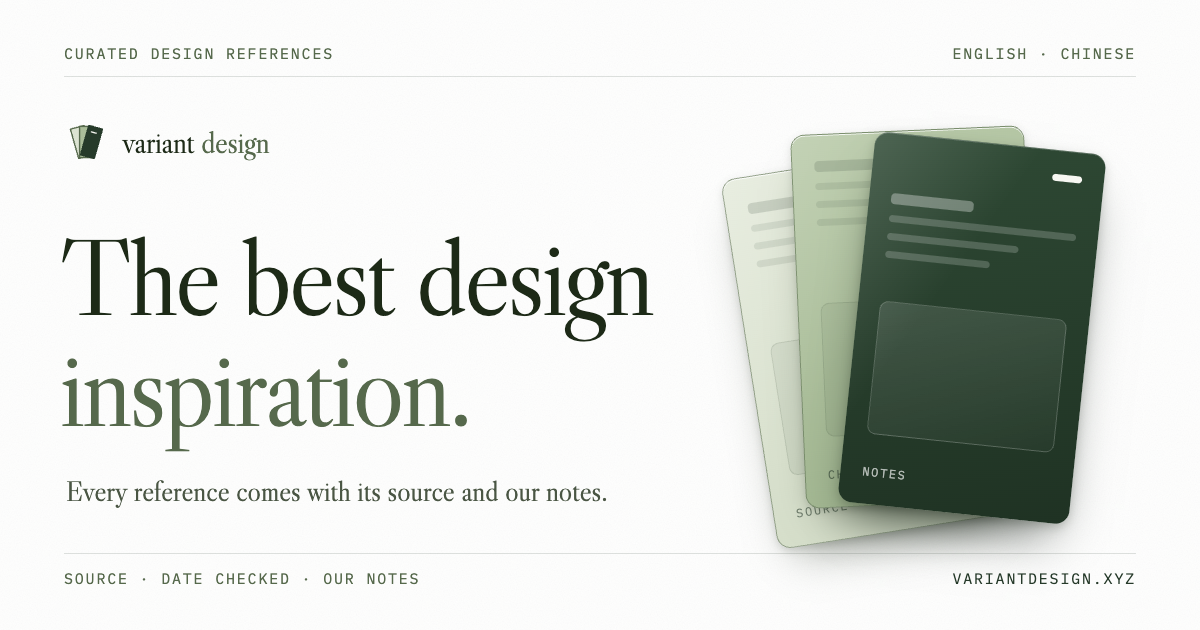 CURATED DESIGN REFERENCES
ENGLISH · CHINESE
variant design
The best design
inspiration.
Every reference comes with its source and our notes.
NOTES
SOURCE
SOURCE · DATE CHECKED · OUR NOTES
VARIANTDESIGN.XYZ